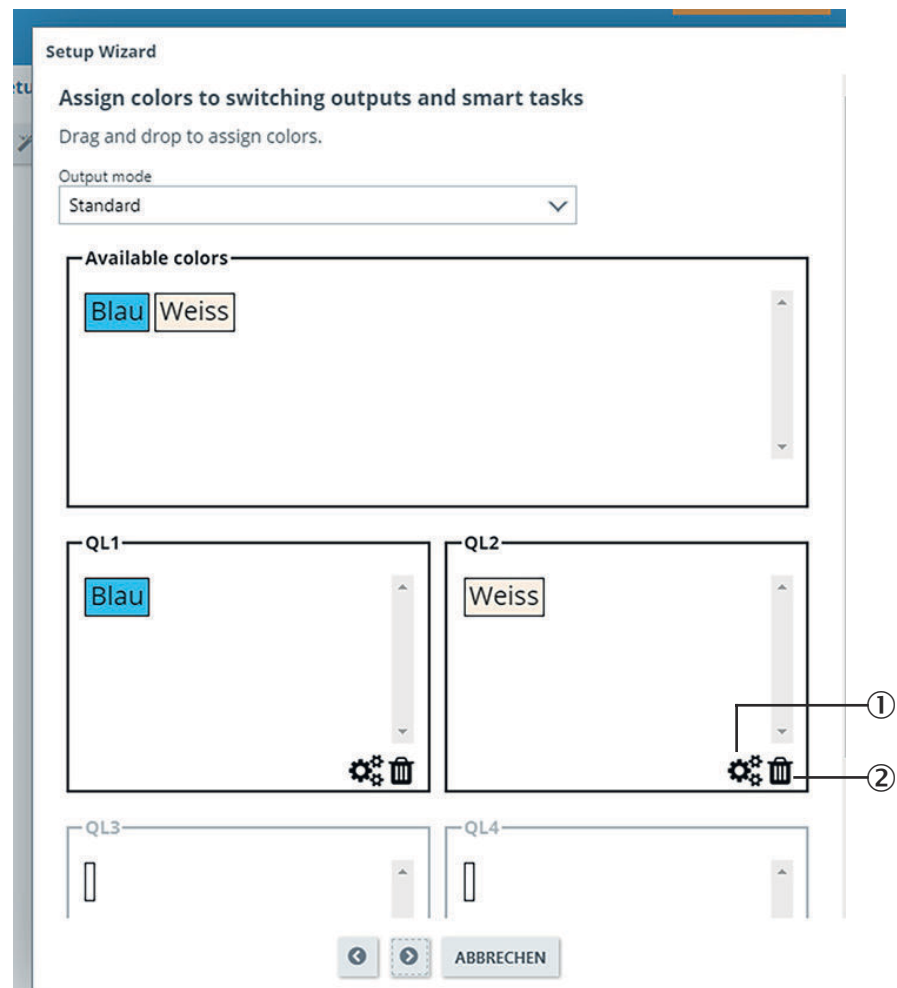 Setup Wizard
etu
Assign colors to switching outputs and smart tasks
Drag and drop to assign colors.
Output mode
Standard
Available colors
Blau Weiss
QL1 QL2
Blau Weiss
①
②
QL3 QL4
ABBRECHEN